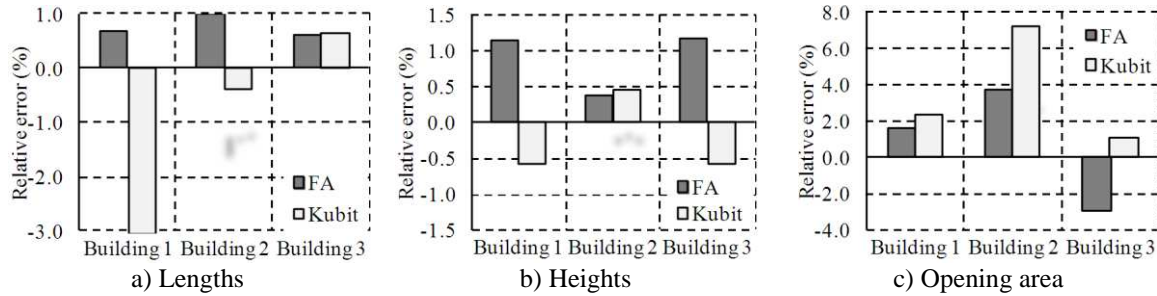 Relative error (%)
1.0
0.0
-1.0
-2.0
-3.0
FA
Kubit
Building 1 Building 2 Building 3
a) Lengths
Relative error (%)
1.5
1.0
0.5
0.0
-0.5
-1.0
-1.5
FA
Kubit
Building 1 Building 2 Building 3
b) Heights
Relative error (%)
8.0
6.0
4.0
2.0
0.0
-2.0
-4.0
FA
Kubit
Building 1 Building 2 Building 3
c) Opening area